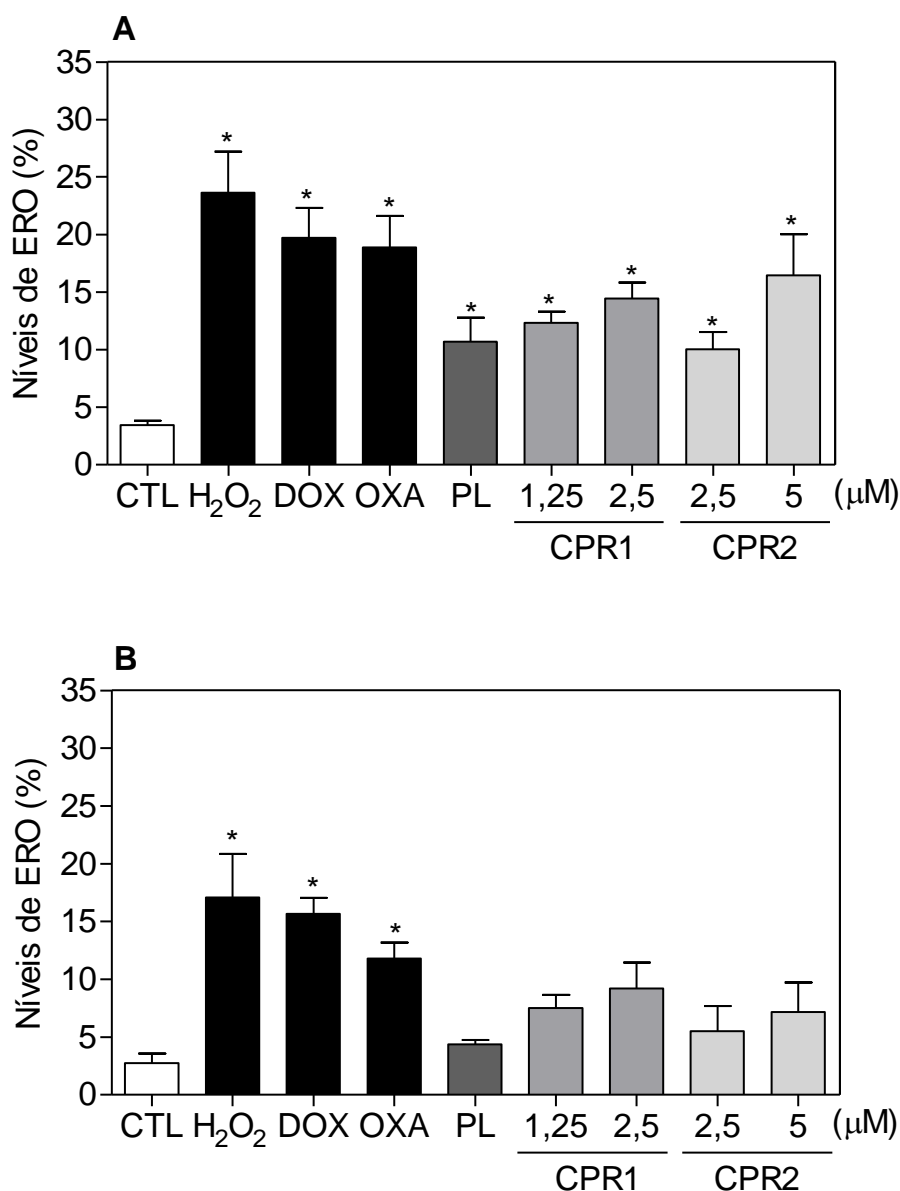 A
Níveis de ERO (%)
35
30
25
20
15
10
5
0
* * * * * * * *
CTL H₂O₂ DOX OXA PL 1,25 2,5 2,5 5 (μM)
CPR1 CPR2
B
Níveis de ERO (%)
35
30
25
20
15
10
5
0
* * *
CTL H₂O₂ DOX OXA PL 1,25 2,5 2,5 5 (μM)
CPR1 CPR2